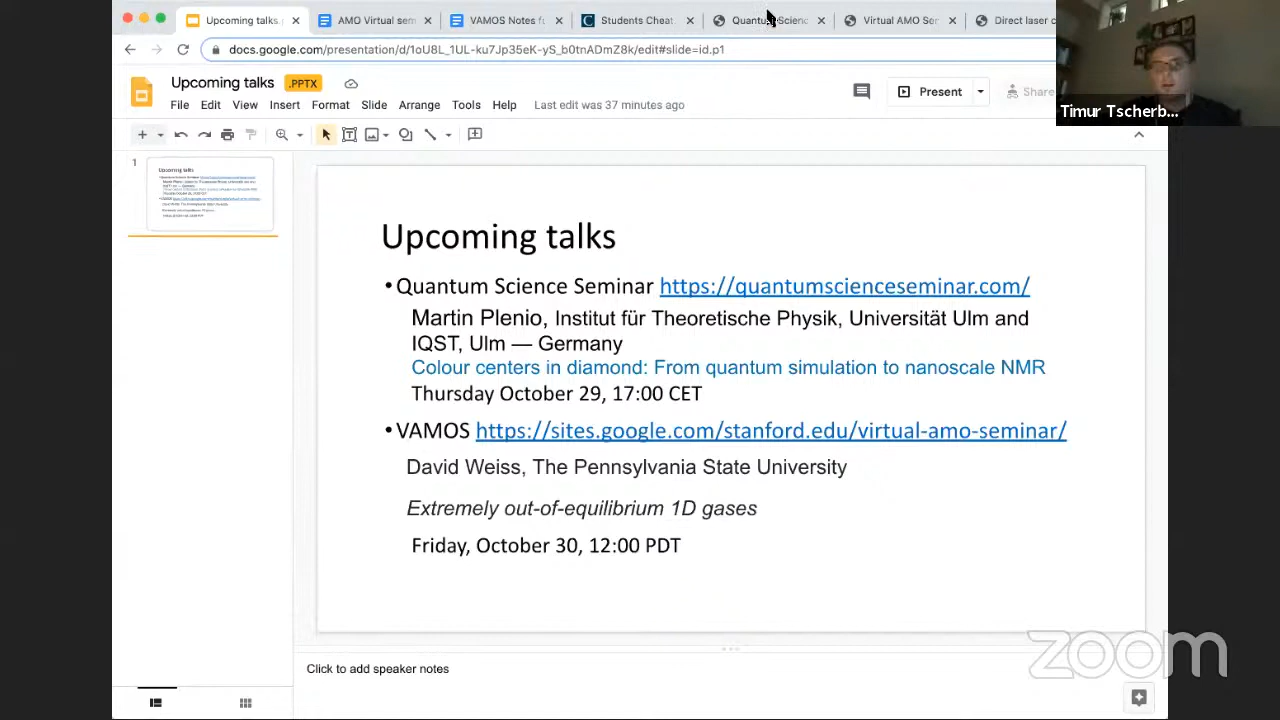 Upcoming talks
AMO Virtual sem
VAMOS Notes f
Students Cheat
Virtual AMO Se
Direct laser c
docs.google.com/presentation/d/1oU8L_1UL-ku7Jp35eK-yS_b0tnADmZ8k/edit#slide=id.p1
Upcoming talks .PPTX
File Edit View Insert Format Slide Arrange Tools Help Last edit was 37 minutes ago
Present
Share
Timur Tscherb...
1
Upcoming talks
• Quantum Science Seminar https://quantumscienceseminar.com/
Martin Plenio, Institut für Theoretische Physik, Universität Ulm and
IQST, Ulm — Germany
Colour centers in diamond: From quantum simulation to nanoscale NMR
Thursday October 29, 17:00 CET
• VAMOS https://sites.google.com/stanford.edu/virtual-amo-seminar/
David Weiss, The Pennsylvania State University
Extremely out-of-equilibrium 1D gases
Friday, October 30, 12:00 PDT
Click to add speaker notes
zoom